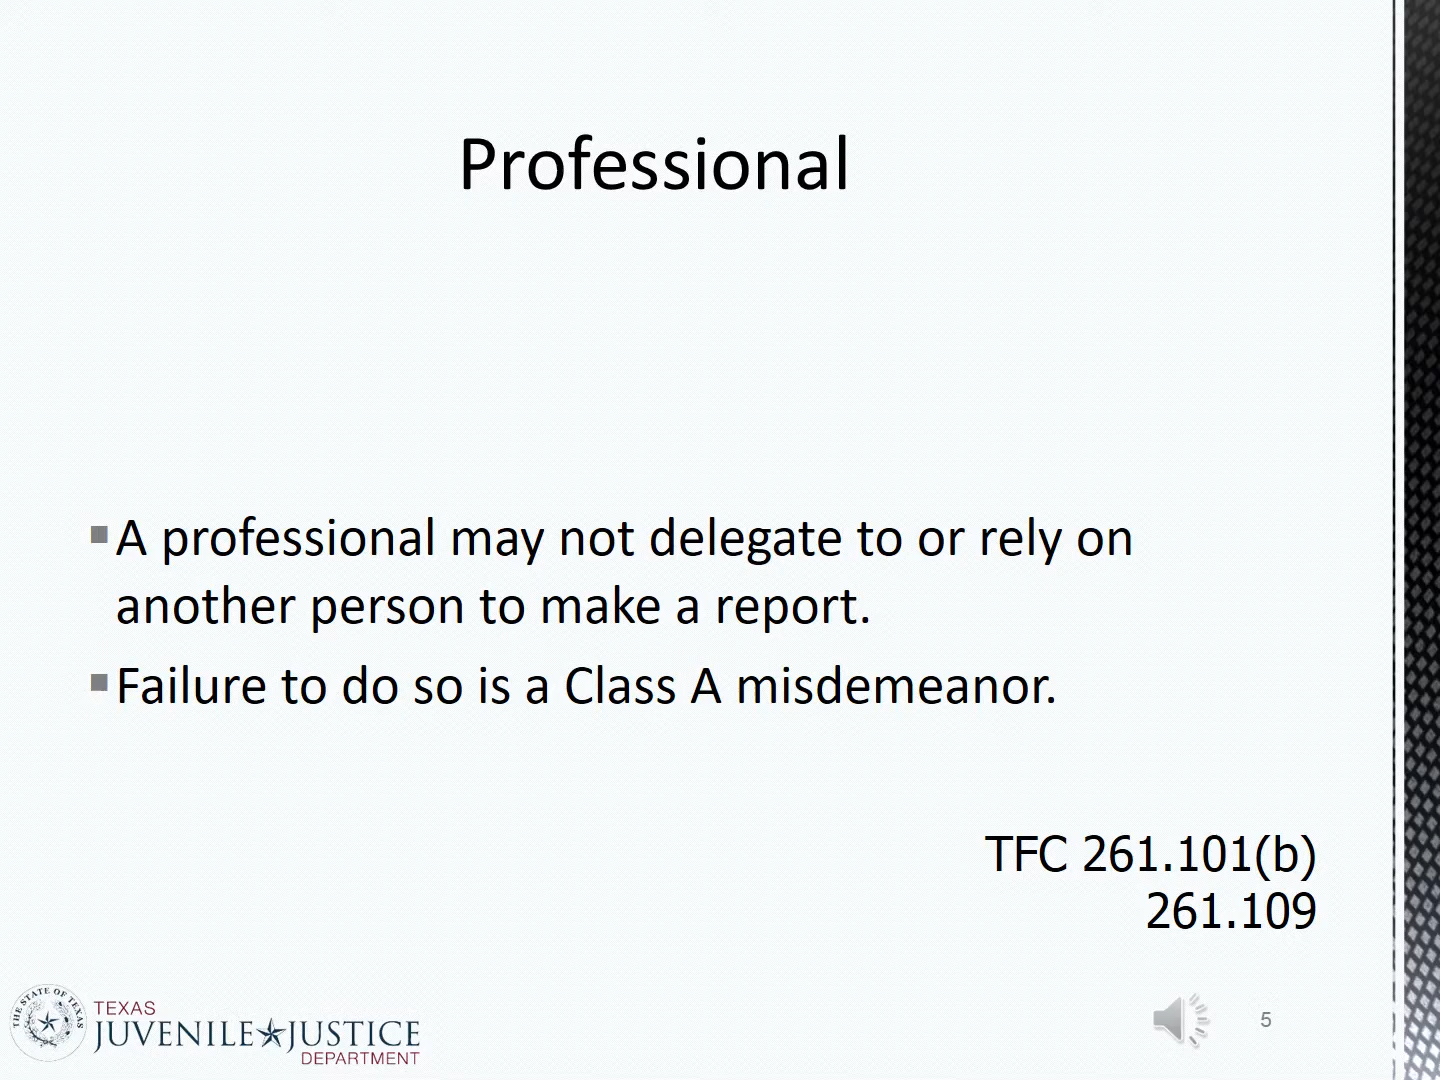 Professional
A professional may not delegate to or rely on
another person to make a report.
Failure to do so is a Class A misdemeanor.
TFC 261.101(b)
261.109
THE STATE OF TEXAS
TEXAS
JUVENILE JUSTICE
DEPARTMENT
5